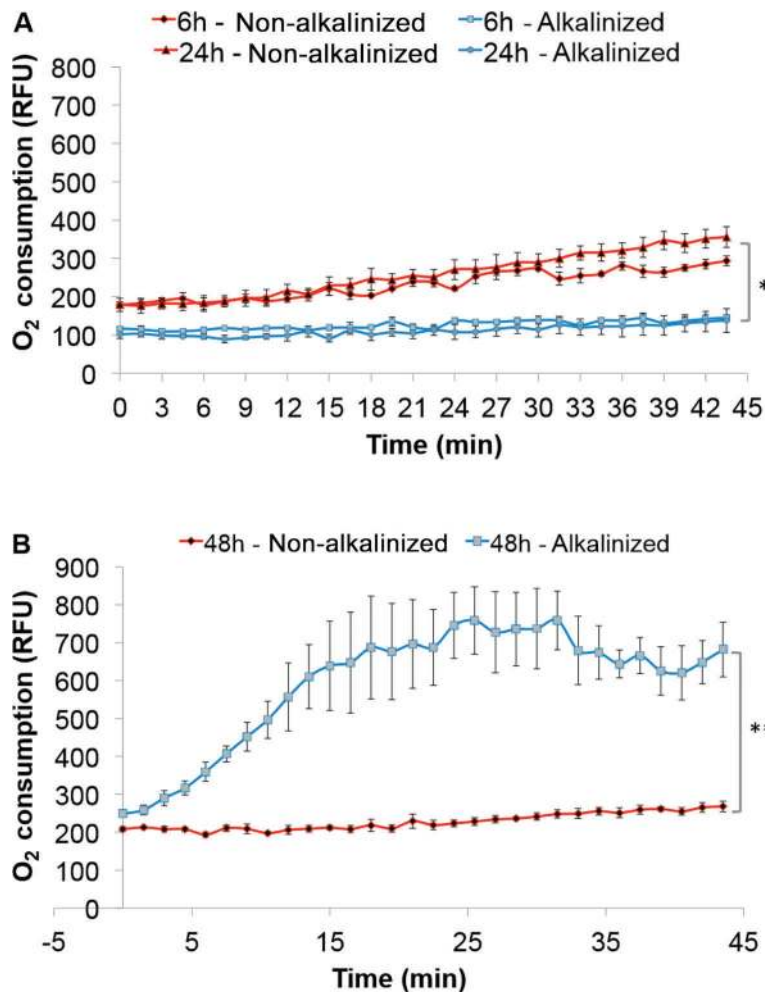 A
6h - Non-alkalinized 6h - Alkalinized
24h - Non-alkalinized 24h - Alkalinized
O2 consumption (RFU)
800
700
600
500
400
300
200
100
0
*
0 3 6 9 12 15 18 21 24 27 30 33 36 39 42 45
Time (min)
B
48h - Non-alkalinized 48h - Alkalinized
O2 consumption (RFU)
900
800
700
600
500
400
300
200
100
0
**
-5 5 15 25 35 45
Time (min)